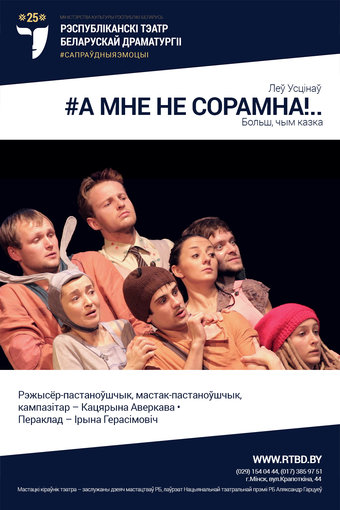 25
МІНІСТЭРСТВА КУЛЬТУРЫ РЭСПУБЛІКІ БЕЛАРУСЬ
РЭСПУБЛІКАНСКІ ТЭАТР
БЕЛАРУСКАЙ ДРАМАТУРГІІ
#САПРАЎДНЫЯЭМОЦЫІ
Леў Усцінаў
#А МНЕ НЕ СОРАМНА!..
Больш, чым казка
Рэжысёр-пастаноўшчык, мастак-пастаноўшчык,
кампазітар – Кацярына Аверкава •
Пераклад – Ірына Герасімовіч
WWW.RTBD.BY
(029) 154 04 44, (017) 385 97 51
г.Мінск, вул.Крапоткіна, 44
Мастацкі кіраўнік тэатра – заслужаны дзеяч мастацтваў РБ, лаўрэат Нацыянальнай тэатральнай прэміі РБ Аляксандр Гарцуеў